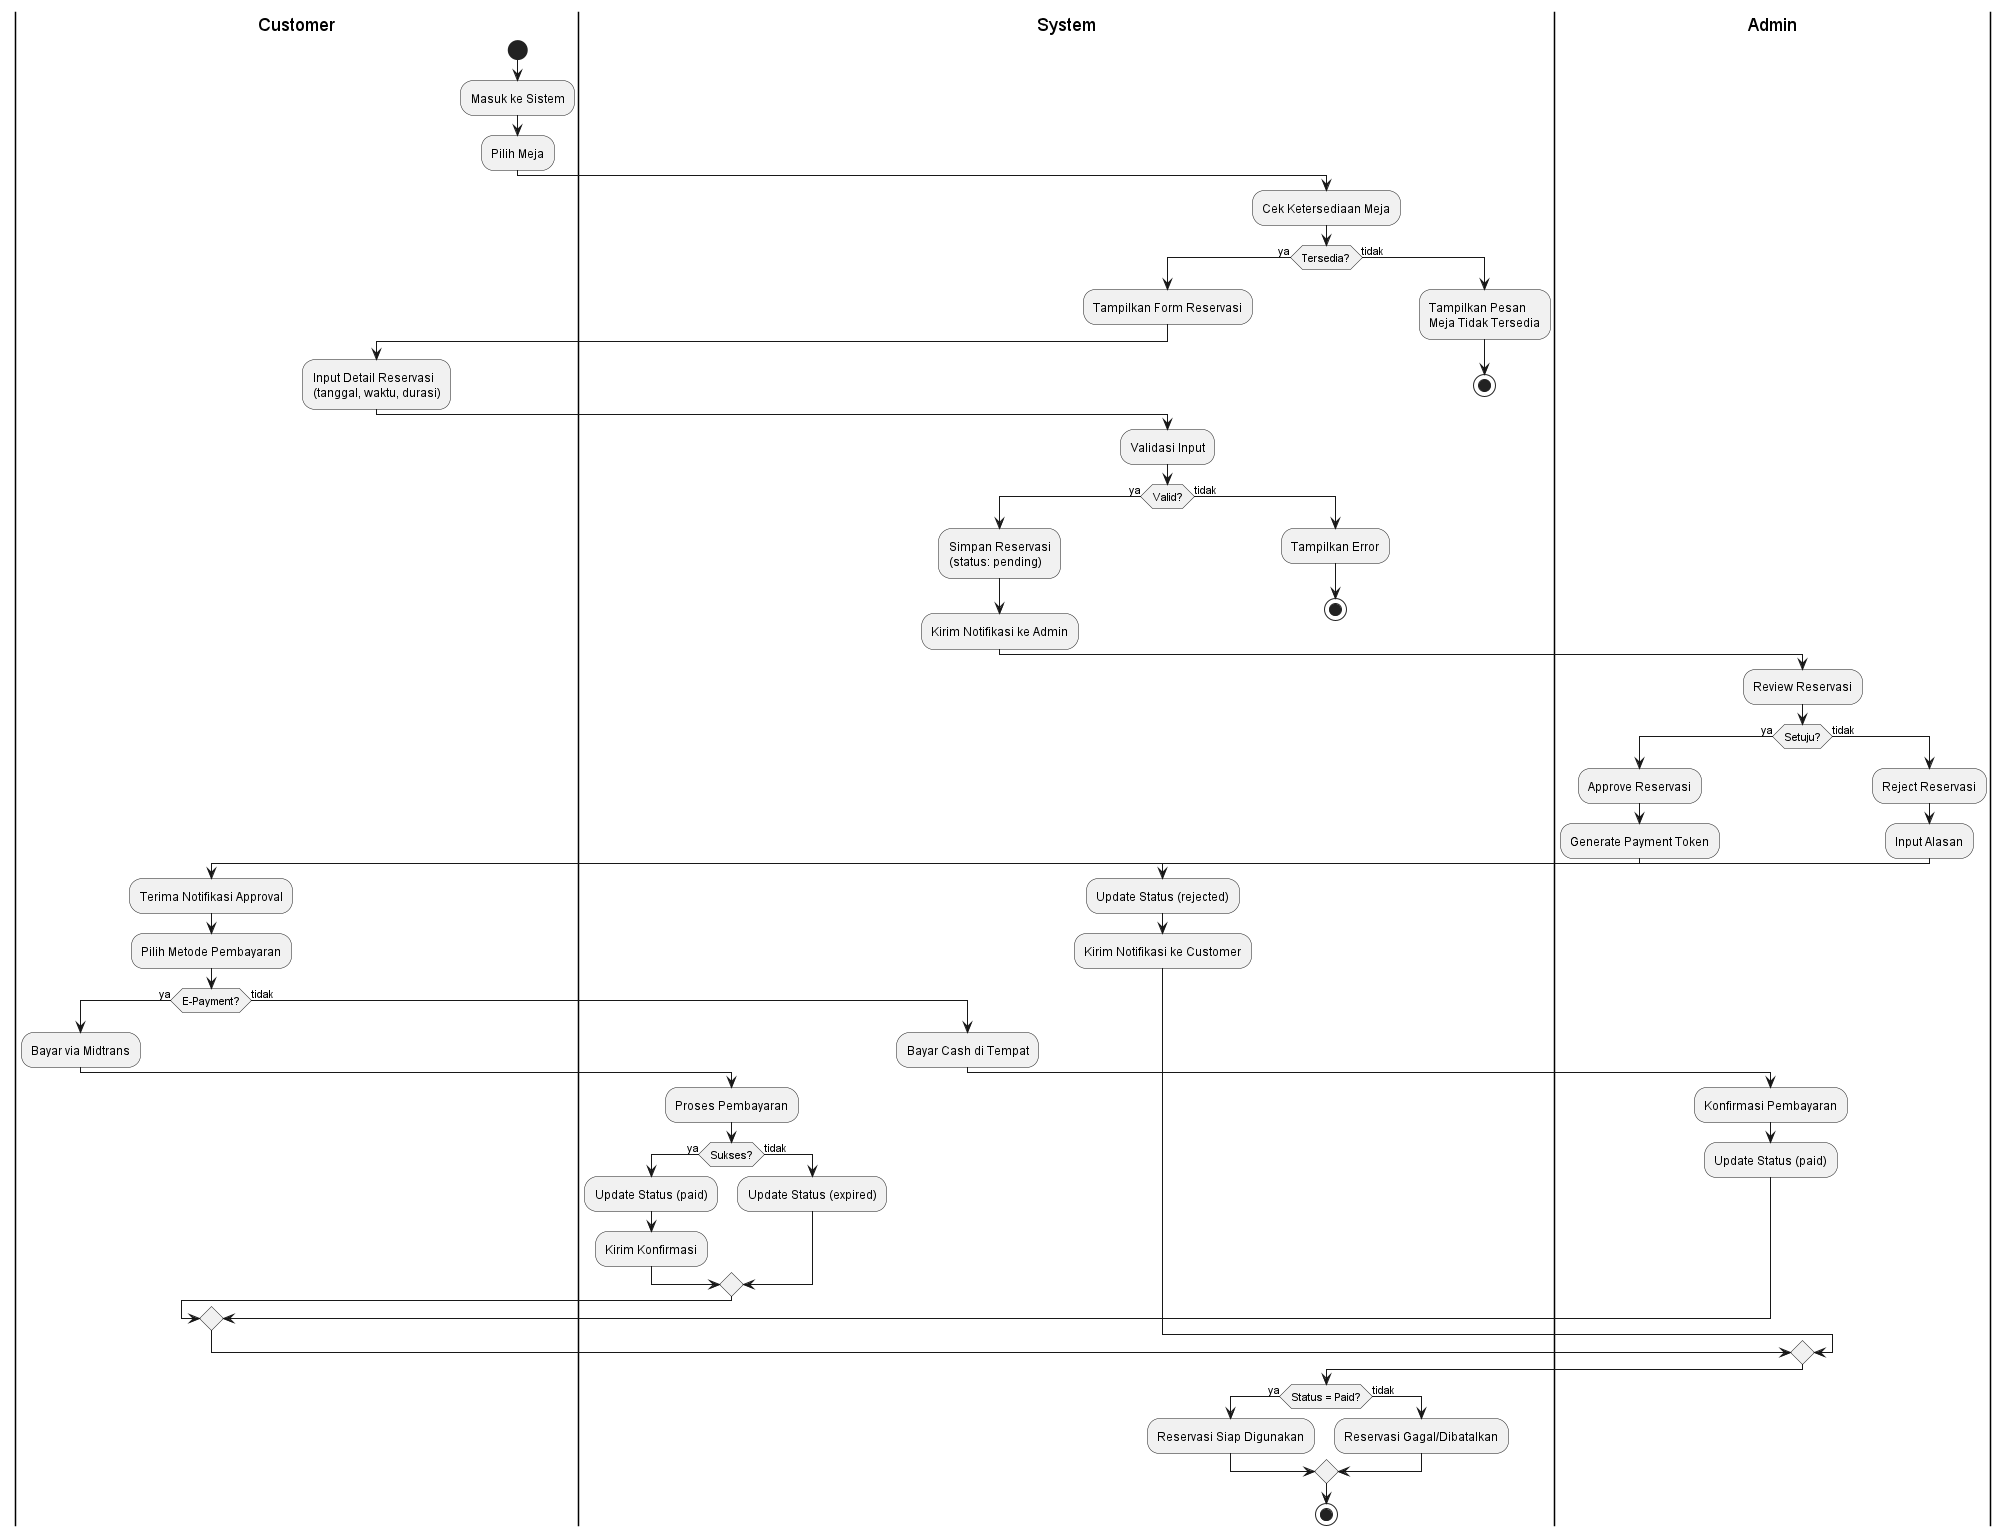 Customer
System
Admin
Masuk ke Sistem
Pilih Meja
Cek Ketersediaan Meja
ya
Tersedia?
tidak
Tampilkan Form Reservasi
Tampilkan Pesan
Meja Tidak Tersedia
Input Detail Reservasi
(tanggal, waktu, durasi)
Validasi Input
ya
Valid?
tidak
Simpan Reservasi
(status: pending)
Tampilkan Error
Kirim Notifikasi ke Admin
Review Reservasi
ya
Setuju?
tidak
Approve Reservasi
Reject Reservasi
Generate Payment Token
Input Alasan
Terima Notifikasi Approval
Update Status (rejected)
Pilih Metode Pembayaran
Kirim Notifikasi ke Customer
ya
E-Payment?
tidak
Bayar via Midtrans
Bayar Cash di Tempat
Proses Pembayaran
Konfirmasi Pembayaran
ya
Sukses?
tidak
Update Status (paid)
Update Status (paid)
Update Status (expired)
Kirim Konfirmasi
ya
Status = Paid?
tidak
Reservasi Siap Digunakan
Reservasi Gagal/Dibatalkan